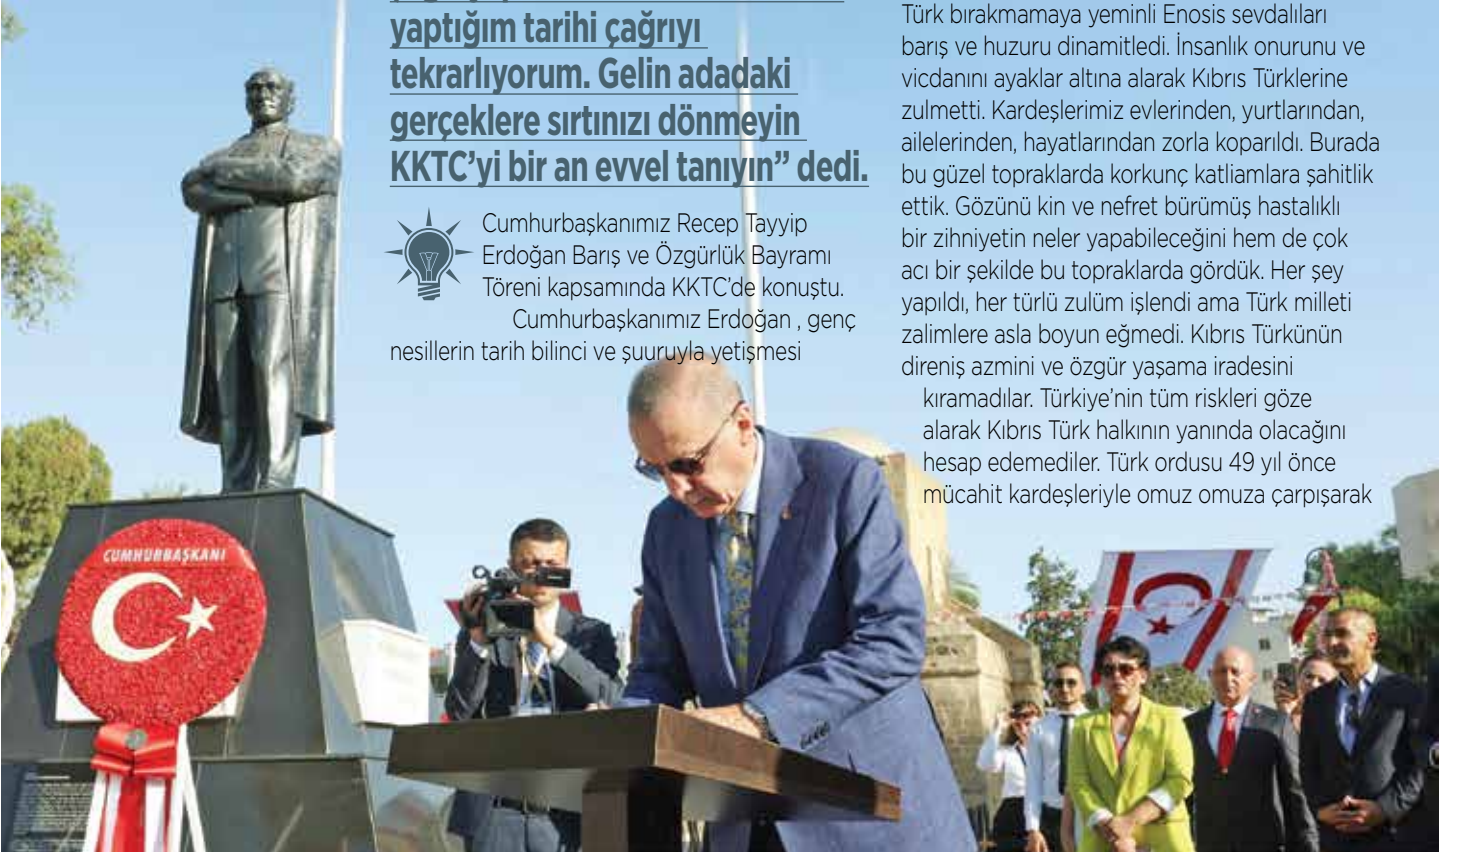 yaptığım tarihi çağrıyı
tekrarlıyorum. Gelin adadaki
gerçeklere sırtınızı dönmeyin
KKTC’yi bir an evvel tanıyın” dedi.
Cumhurbaşkanımız Recep Tayyip
Erdoğan Barış ve Özgürlük Bayramı
Töreni kapsamında KKTC’de konuştu.
Cumhurbaşkanımız Erdoğan , genç
nesillerin tarih bilinci ve şuuruyla yetişmesi
Türk bırakmamaya yeminli Enosis sevdalıları
barış ve huzuru dinamitledi. İnsanlık onurunu ve
vicdanını ayaklar altına alarak Kıbrıs Türklerine
zulmetti. Kardeşlerimiz evlerinden, yurtlarından,
ailelerinden, hayatlarından zorla koparıldı. Burada
bu güzel topraklarda korkunç katliamlara şahitlik
ettik. Gözünü kin ve nefret bürümüş hastalıklı
bir zihniyetin neler yapabileceğini hem de çok
acı bir şekilde bu topraklarda gördük. Her şey
yapıldı, her türlü zulüm işlendi ama Türk milleti
zalimlere asla boyun eğmedi. Kıbrıs Türkünün
direniş azmini ve özgür yaşama iradesini
kıramadılar. Türkiye’nin tüm riskleri göze
alarak Kıbrıs Türk halkının yanında olacağını
hesap edemediler. Türk ordusu 49 yıl önce
mücahit kardeşleriyle omuz omuza çarpışarak
CUMHURBAŞKANI